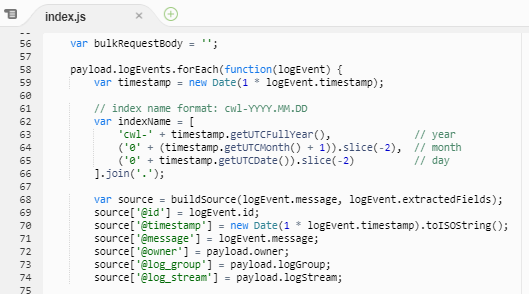 index.js
56 var bulkRequestBody = '';
57
58 payload.logEvents.forEach(function(logEvent) {
59 var timestamp = new Date(1 * logEvent.timestamp);
60
61 // index name format: cwl-YYYY.MM.DD
62 var indexName = [
63 'cwl-' + timestamp.getUTCFullYear(), // year
64 ('0' + (timestamp.getUTCMonth() + 1)).slice(-2), // month
65 ('0' + timestamp.getUTCDate()).slice(-2) // day
66 ].join('.');
67
68 var source = buildSource(logEvent.message, logEvent.extractedFields);
69 source['@id'] = logEvent.id;
70 source['@timestamp'] = new Date(1 * logEvent.timestamp).toISOString();
71 source['@message'] = logEvent.message;
72 source['@owner'] = payload.owner;
73 source['@log_group'] = payload.logGroup;
74 source['@log_stream'] = payload.logStream;
75